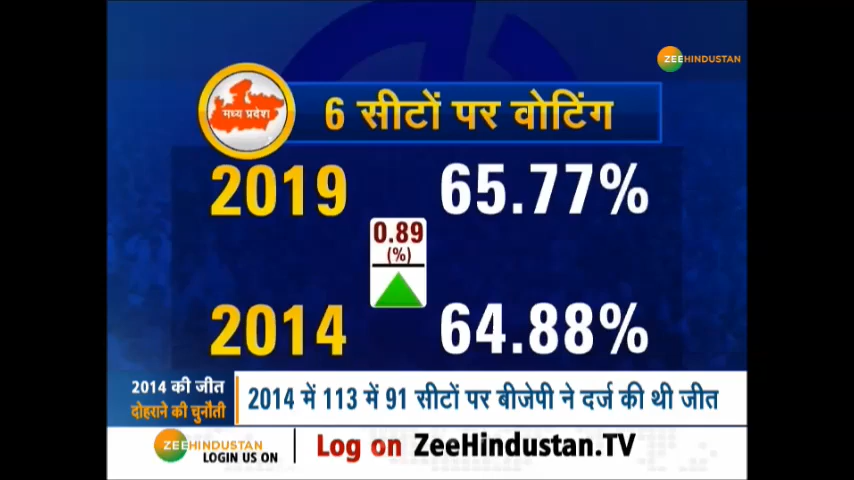 ZEEHINDUSTAN
मध्य प्रदेश
6 सीटों पर वोटिंग
2019 65.77%
0.89
(%)
2014 64.88%
2014 की जीत
दोहराने की चुनौती
2014 में 113 में 91 सीटों पर बीजेपी ने दर्ज की थी जीत
ZEEHINDUSTAN
LOGIN US ON
Log on ZeeHindustan.TV